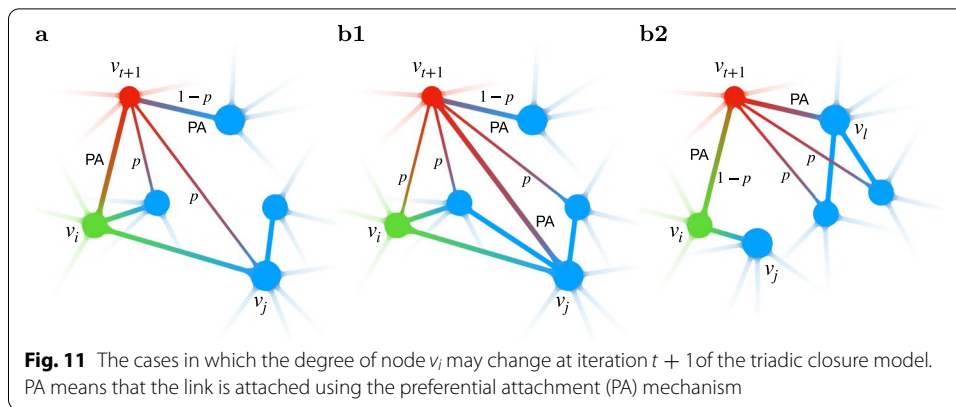 a
b1
b2
v_{t+1}
1 − p
PA
PA
p
p
v_i
v_j
v_{t+1}
1 − p
PA
p
p
p
PA
v_i
v_j
v_{t+1}
PA
v_l
PA
p
p
1 − p
v_i
v_j
Fig. 11 The cases in which the degree of node v_i may change at iteration t + 1 of the triadic closure model.
PA means that the link is attached using the preferential attachment (PA) mechanism